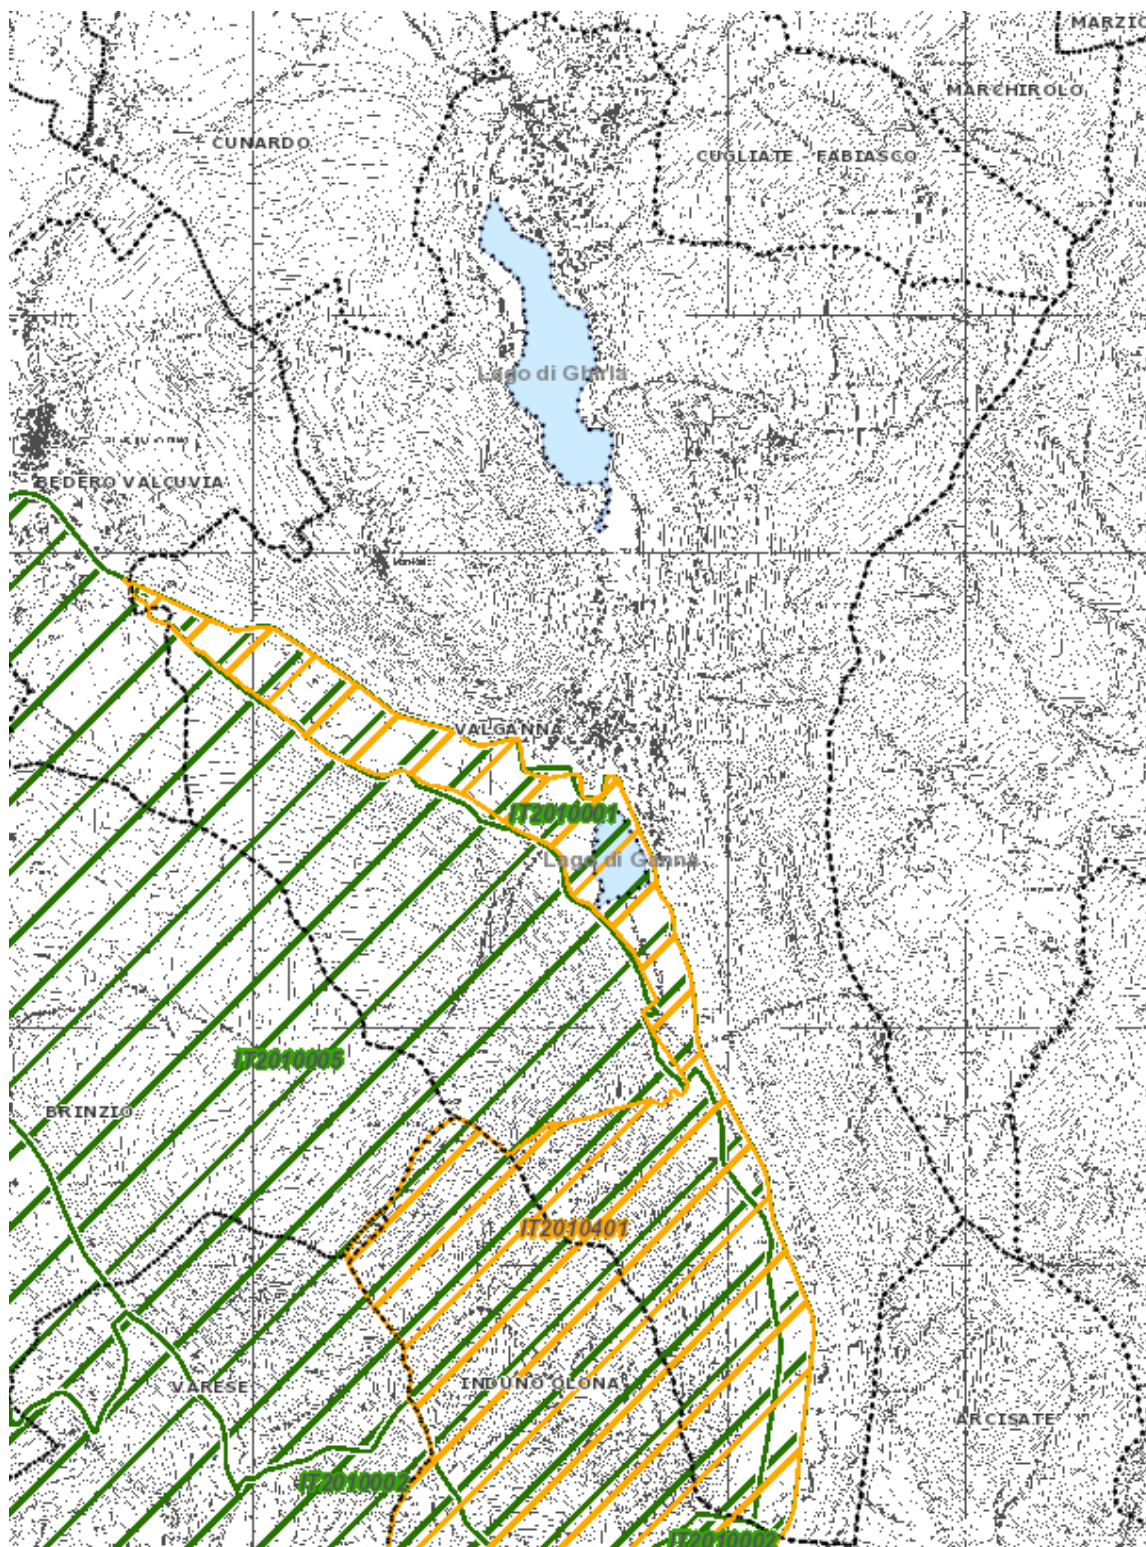 MARZIO
MARCHIROLO
CUNARDO
CUGLIATE - FABIASCO
Lago di Ghirla
BEDERO VALCUVIA
VALGANNA
IT2010001
Lago di Ganna
IT2010005
BRINZIO
IT2010401
INDUNO OLONA
VARESE
ARCISATE
IT2010002
IT2010002